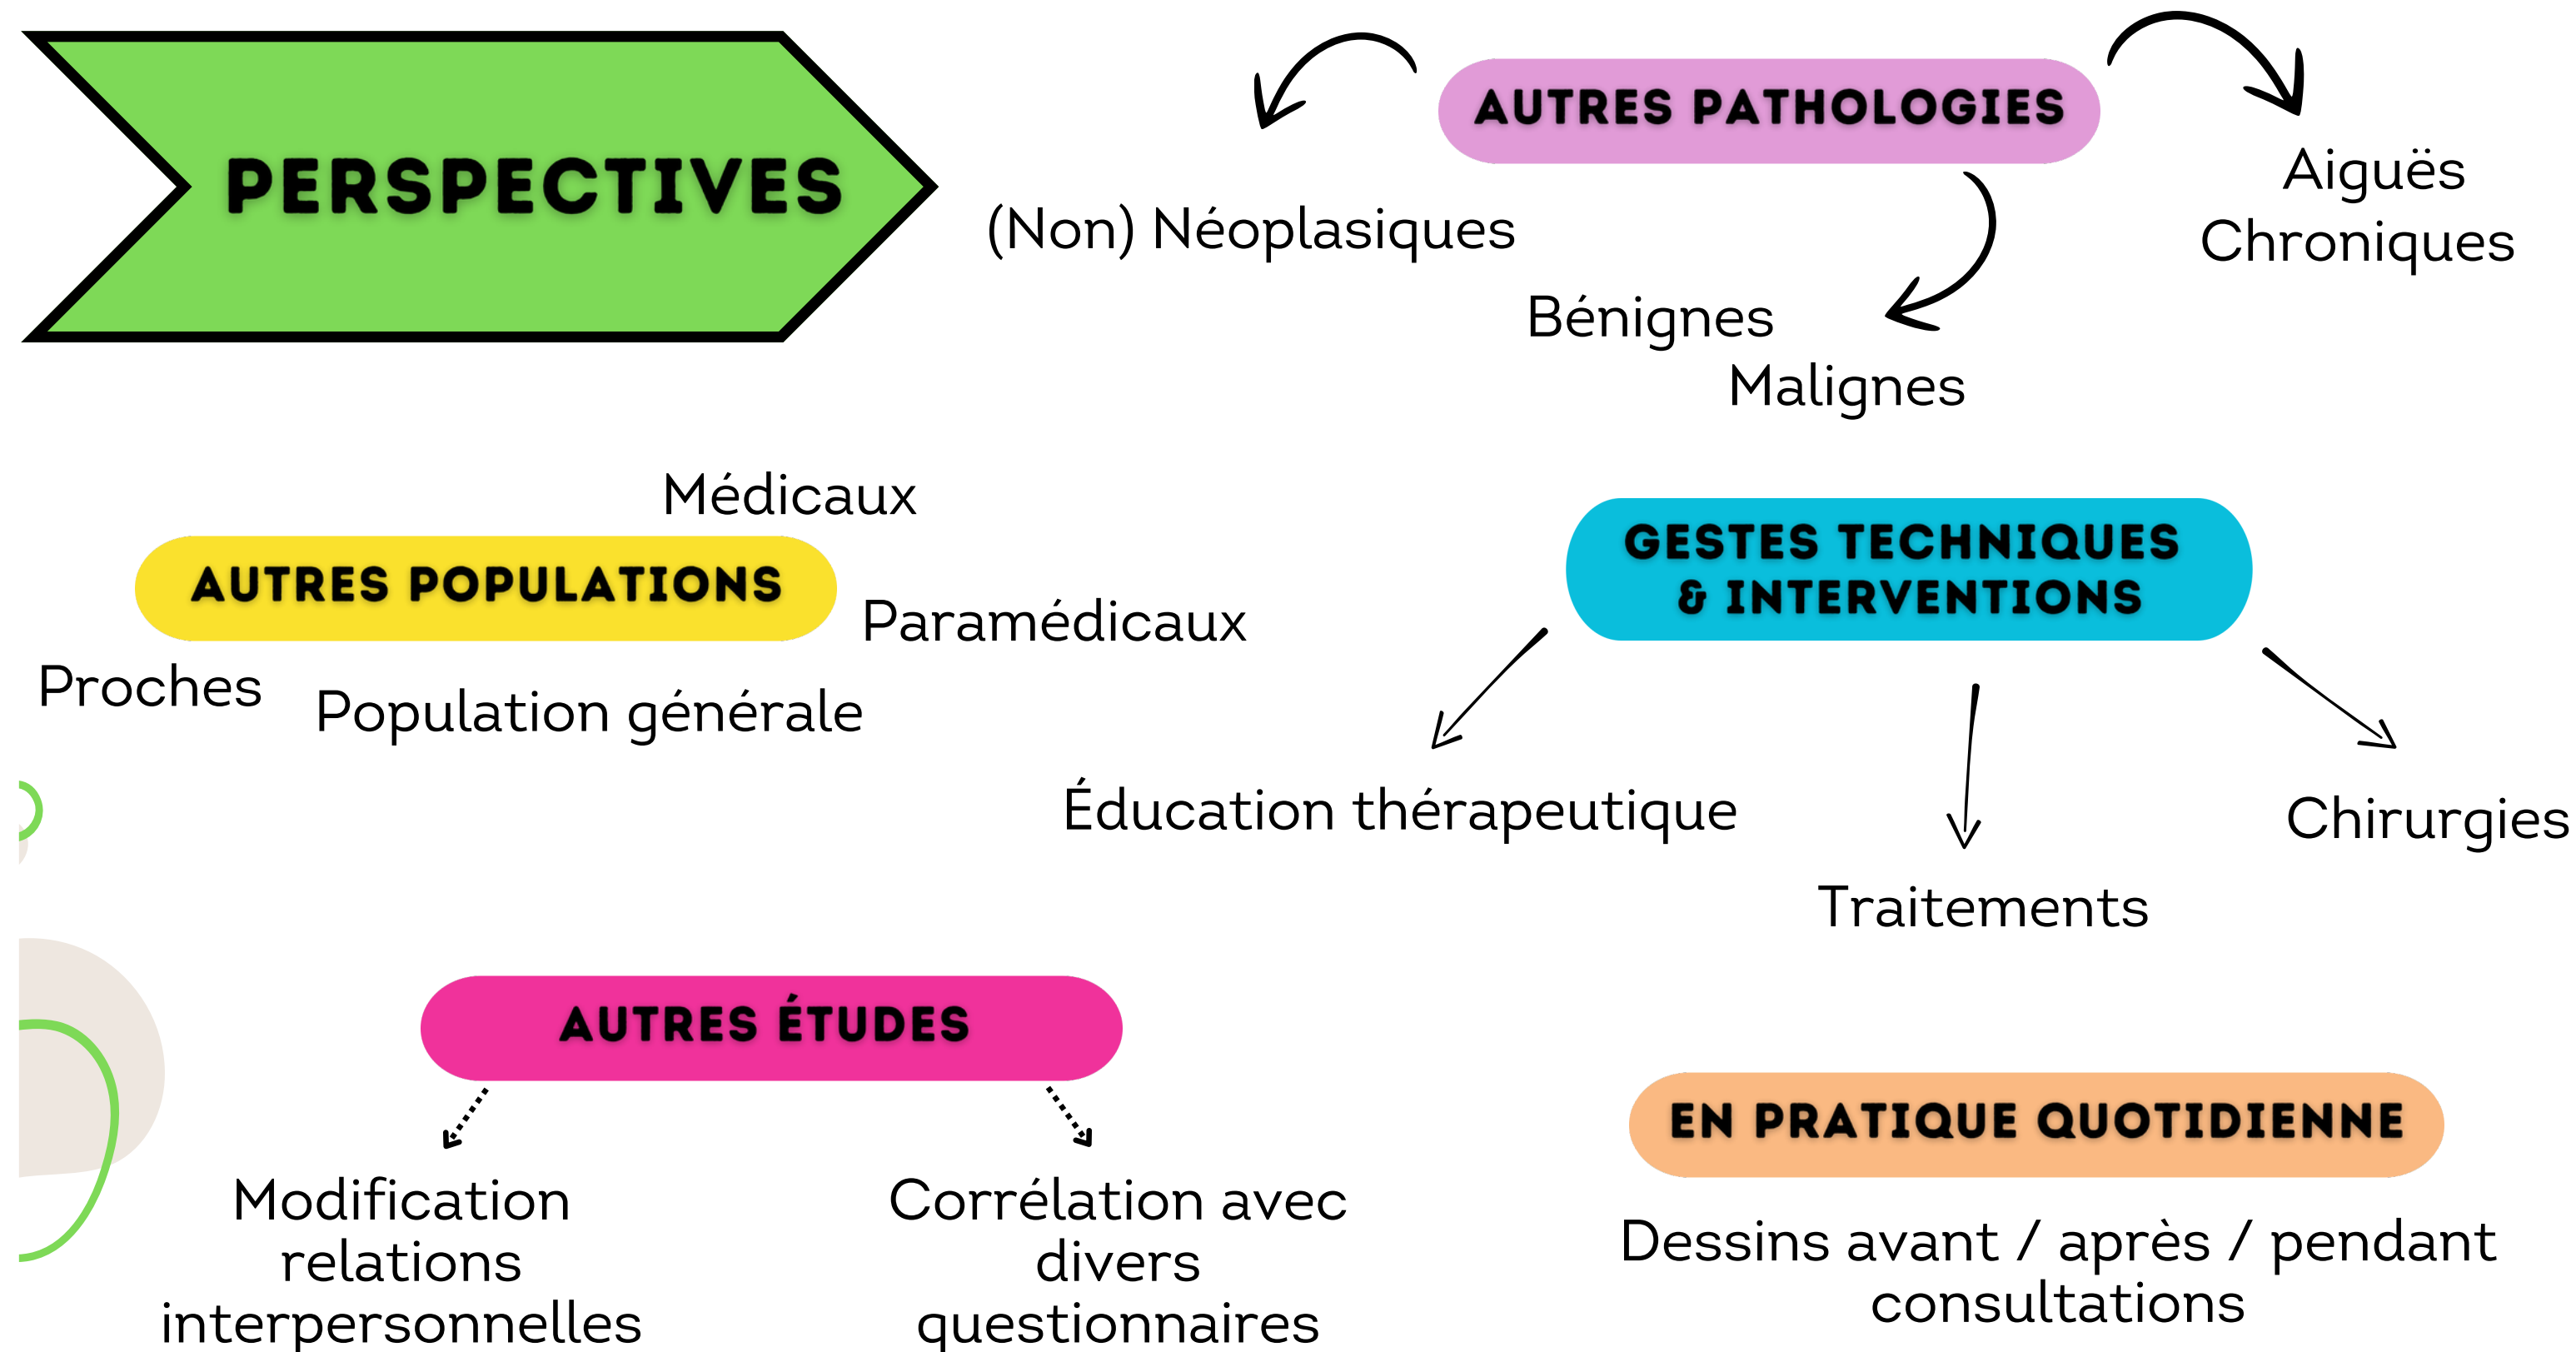 PERSPECTIVES
AUTRES PATHOLOGIES
(Non) Néoplasiques
Bénignes
Malignes
Aiguës
Chroniques
Médicaux
AUTRES POPULATIONS
Paramédicaux
Proches
Population générale
GESTES TECHNIQUES
& INTERVENTIONS
Éducation thérapeutique
Traitements
Chirurgies
AUTRES ÉTUDES
Modification
relations
interpersonnelles
Corrélation avec
divers
questionnaires
EN PRATIQUE QUOTIDIENNE
Dessins avant / après / pendant
consultations